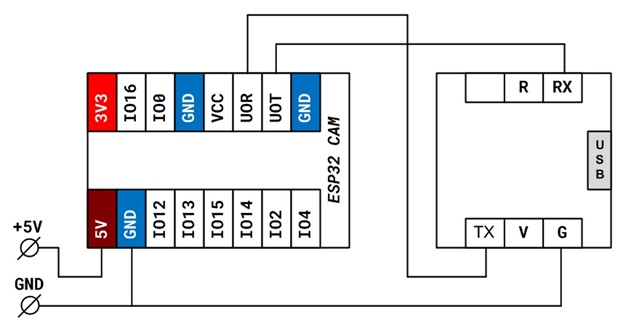 3V3 IO16 IO0 GND VCC UOR UOT GND
ESP32 CAM
5V GND IO12 IO13 IO15 IO14 IO2 IO4
+5V
GND
R RX
USB
TX V G